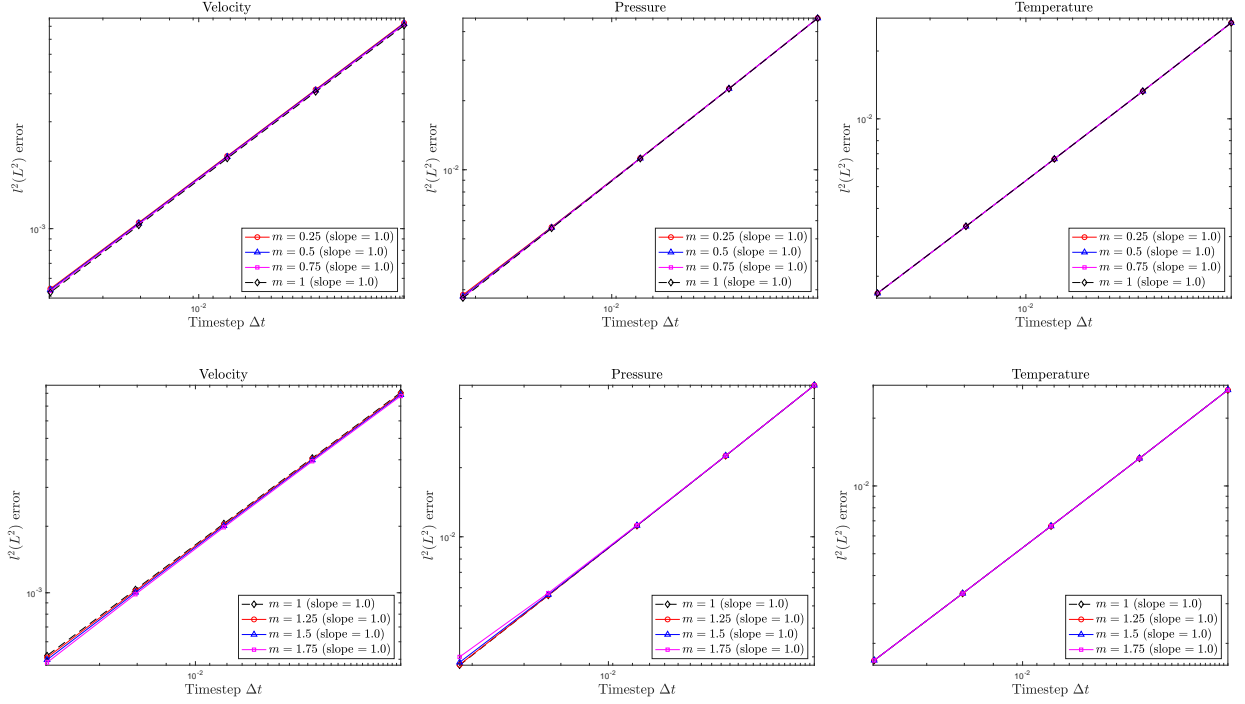 Velocity
10⁻³
l²(L²) error
m = 0.25 (slope = 1.0)
m = 0.5 (slope = 1.0)
m = 0.75 (slope = 1.0)
m = 1 (slope = 1.0)
10⁻²
Timestep Δt
Pressure
10⁻²
l²(L²) error
m = 0.25 (slope = 1.0)
m = 0.5 (slope = 1.0)
m = 0.75 (slope = 1.0)
m = 1 (slope = 1.0)
10⁻²
Timestep Δt
Temperature
10⁻²
l²(L²) error
m = 0.25 (slope = 1.0)
m = 0.5 (slope = 1.0)
m = 0.75 (slope = 1.0)
m = 1 (slope = 1.0)
10⁻²
Timestep Δt
Velocity
10⁻³
l²(L²) error
m = 1 (slope = 1.0)
m = 1.25 (slope = 1.0)
m = 1.5 (slope = 1.0)
m = 1.75 (slope = 1.0)
10⁻²
Timestep Δt
Pressure
10⁻²
l²(L²) error
m = 1 (slope = 1.0)
m = 1.25 (slope = 1.0)
m = 1.5 (slope = 1.0)
m = 1.75 (slope = 1.0)
10⁻²
Timestep Δt
Temperature
10⁻²
l²(L²) error
m = 1 (slope = 1.0)
m = 1.25 (slope = 1.0)
m = 1.5 (slope = 1.0)
m = 1.75 (slope = 1.0)
10⁻²
Timestep Δt